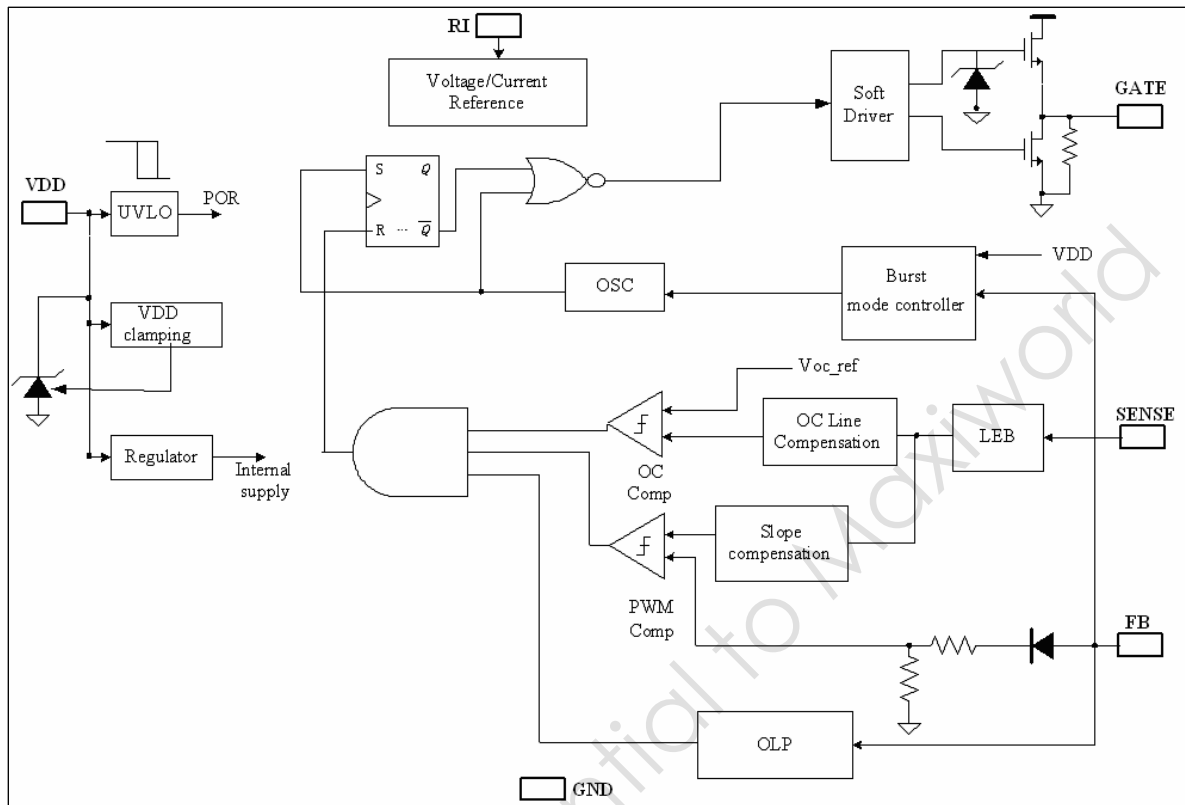 RI
Voltage/Current
Reference
Soft
Driver
GATE
VDD
UVLO
POR
S Q
R ... Q̅
OSC
Burst
mode controller
VDD
VDD
clamping
Voc_ref
OC Line
Compensation
LEB
SENSE
Regulator
Internal
supply
OC
Comp
Slope
compensation
PWM
Comp
FB
OLP
GND
ntial to Maxiworld